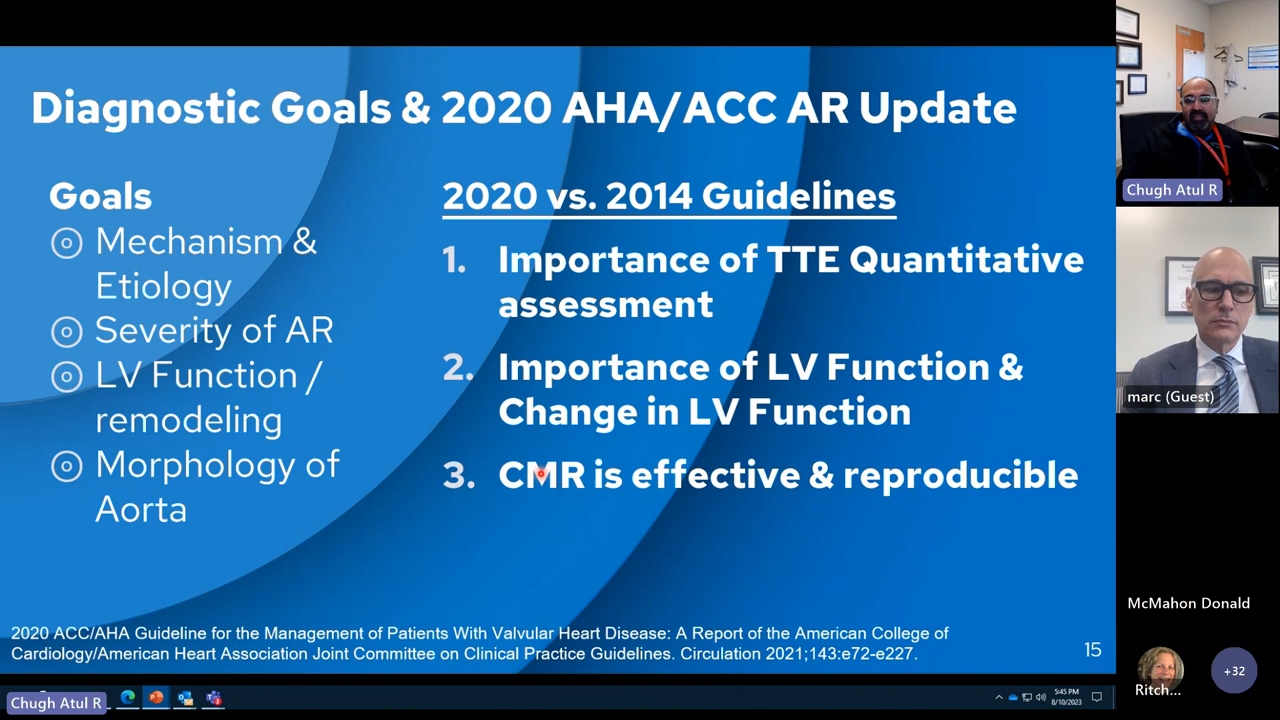 Diagnostic Goals & 2020 AHA/ACC AR Update
Goals
Mechanism &
Etiology
Severity of AR
LV Function /
remodeling
Morphology of
Aorta
2020 vs. 2014 Guidelines
1. Importance of TTE Quantitative
assessment
2. Importance of LV Function &
Change in LV Function
3. CMR is effective & reproducible
2020 ACC/AHA Guideline for the Management of Patients With Valvular Heart Disease: A Report of the American College of
Cardiology/American Heart Association Joint Committee on Clinical Practice Guidelines. Circulation 2021;143:e72-e227.
15
Chugh Atul R
marc (Guest)
McMahon Donald
Ritch...
+32
Chugh Atul R
5:45 PM
8/10/2023